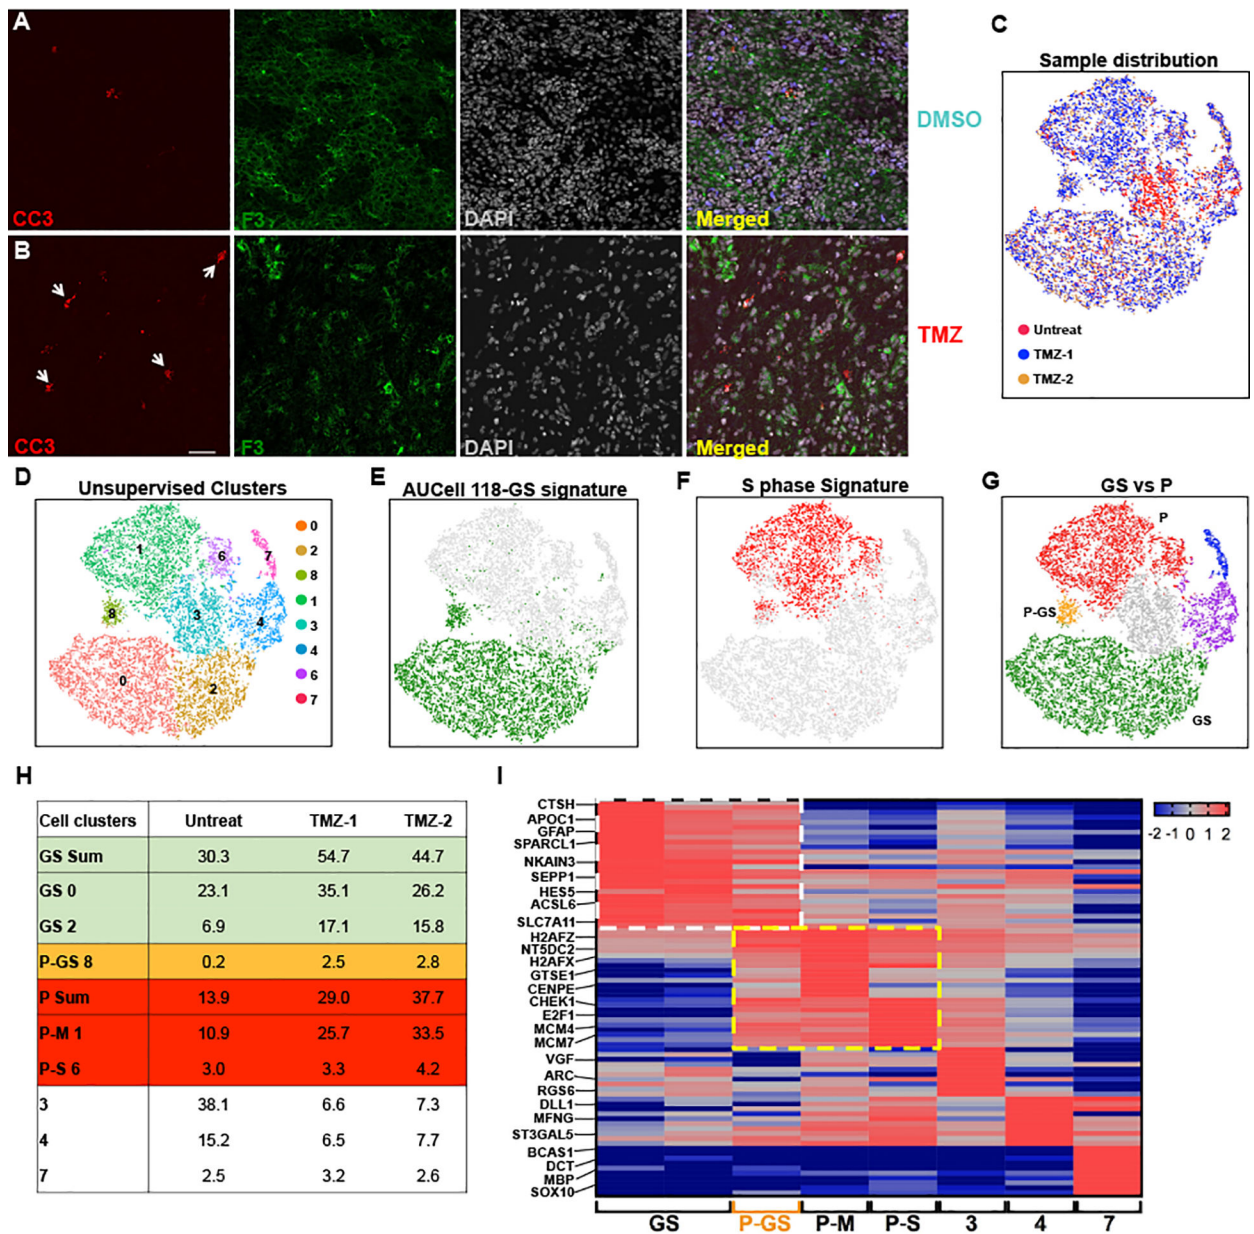 A
CC3
F3
DAPI
Merged
DMSO
B
CC3
F3
DAPI
Merged
TMZ
C
Sample distribution
Untreat
TMZ-1
TMZ-2
D
Unsupervised Clusters
1
6
7
8
3
4
0
2
0
2
8
1
3
4
6
7
E
AUCell 118-GS signature
F
S phase Signature
G
GS vs P
P
P-GS
GS
H
Cell clusters Untreat TMZ-1 TMZ-2
GS Sum 30.3 54.7 44.7
GS 0 23.1 35.1 26.2
GS 2 6.9 17.1 15.8
P-GS 8 0.2 2.5 2.8
P Sum 13.9 29.0 37.7
P-M 1 10.9 25.7 33.5
P-S 6 3.0 3.3 4.2
3 38.1 6.6 7.3
4 15.2 6.5 7.7
7 2.5 3.2 2.6
I
CTSH
APOC1
GFAP
SPARCL1
NKAIN3
SEPP1
HES5
ACSL6
SLC7A11
H2AFZ
NT5DC2
H2AFX
GTSE1
CENPE
CHEK1
E2F1
MCM4
MCM7
VGF
ARC
RGS6
DLL1
MFNG
ST3GAL5
BCAS1
DCT
MBP
SOX10
-2 -1 0 1 2
GS P-GS P-M P-S 3 4 7